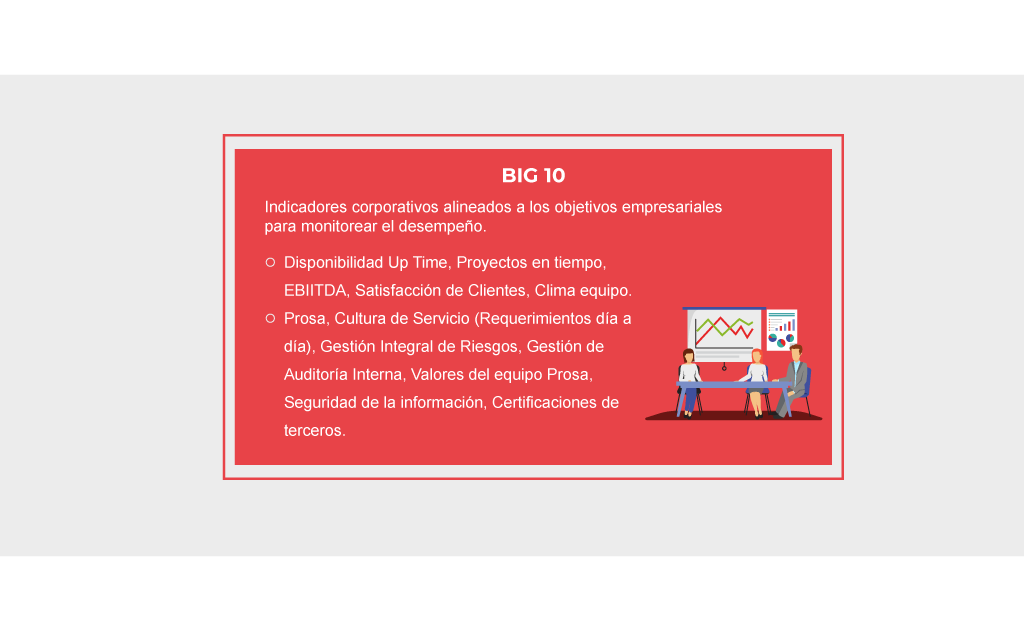 BIG 10
Indicadores corporativos alineados a los objetivos empresariales
para monitorear el desempeño.
Disponibilidad Up Time, Proyectos en tiempo,
EBIITDA, Satisfacción de Clientes, Clima equipo.
Prosa, Cultura de Servicio (Requerimientos día a
día), Gestión Integral de Riesgos, Gestión de
Auditoría Interna, Valores del equipo Prosa,
Seguridad de la información, Certificaciones de
terceros.